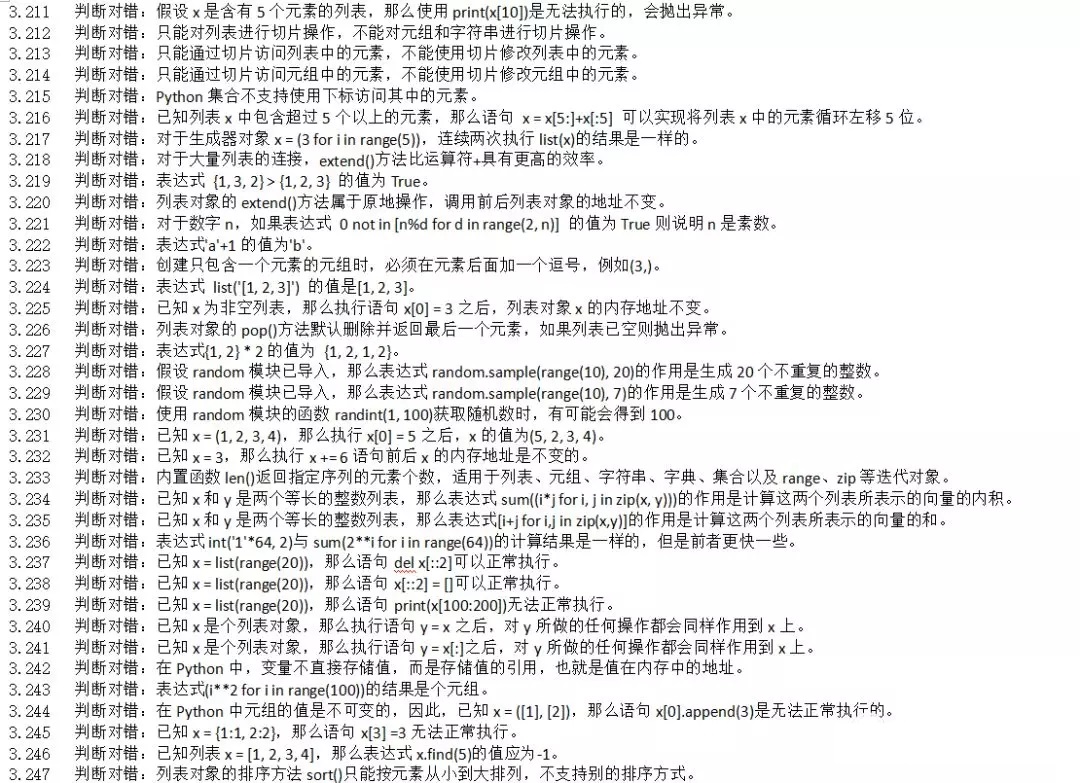 3.211 判断对错：假设 x 是含有 5 个元素的列表，那么使用 print(x[10])是无法执行的，会抛出异常。
3.212 判断对错：只能对列表进行切片操作，不能对元组和字符串进行切片操作。
3.213 判断对错：只能通过切片访问列表中的元素，不能使用切片修改列表中的元素。
3.214 判断对错：只能通过切片访问元组中的元素，不能使用切片修改元组中的元素。
3.215 判断对错：Python 集合不支持使用下标访问其中的元素。
3.216 判断对错：已知列表 x 中包含超过 5 个以上的元素，那么语句 x = x[5:]+x[:5] 可以实现将列表 x 中的元素循环左移 5 位。
3.217 判断对错：对于生成器对象 x = (3 for i in range(5))，连续两次执行 list(x)的结果是一样的。
3.218 判断对错：对于大量列表的连接，extend()方法比运算符+具有更高的效率。
3.219 判断对错：表达式 {1, 3, 2} > {1, 2, 3} 的值为 True。
3.220 判断对错：列表对象的 extend()方法属于原地操作，调用前后列表对象的地址不变。
3.221 判断对错：对于数字 n，如果表达式 0 not in [n%d for d in range(2, n)] 的值为 True 则说明 n 是素数。
3.222 判断对错：表达式'a'+1 的值为'b'。
3.223 判断对错：创建只包含一个元素的元组时，必须在元素后面加一个逗号，例如(3,)。
3.224 判断对错：表达式 list('[1, 2, 3]') 的值是[1, 2, 3]。
3.225 判断对错：已知 x 为非空列表，那么执行语句 x[0] = 3 之后，列表对象 x 的内存地址不变。
3.226 判断对错：列表对象的 pop()方法默认删除并返回最后一个元素，如果列表已空则抛出异常。
3.227 判断对错：表达式{1, 2} * 2 的值为 {1, 2, 1, 2}。
3.228 判断对错：假设 random 模块已导入，那么表达式 random.sample(range(10), 20)的作用是生成 20 个不重复的整数。
3.229 判断对错：假设 random 模块已导入，那么表达式 random.sample(range(10), 7)的作用是生成 7 个不重复的整数。
3.230 判断对错：使用 random 模块的函数 randint(1, 100)获取随机数时，有可能会得到 100。
3.231 判断对错：已知 x = (1, 2, 3, 4)，那么执行 x[0] = 5 之后，x 的值为(5, 2, 3, 4)。
3.232 判断对错：已知 x = 3，那么执行 x += 6 语句前后 x 的内存地址是不变的。
3.233 判断对错：内置函数 len()返回指定序列的元素个数，适用于列表、元组、字符串、字典、集合以及 range、zip 等迭代对象。
3.234 判断对错：已知 x 和 y 是两个等长的整数列表，那么表达式 sum((i*j for i, j in zip(x, y)))的作用是计算这两个列表所表示的向量的内积。
3.235 判断对错：已知 x 和 y 是两个等长的整数列表，那么表达式[i+j for i,j in zip(x,y)]的作用是计算这两个列表所表示的向量的和。
3.236 判断对错：表达式 int('1'*64, 2)与 sum(2**i for i in range(64))的计算结果是一样的，但是前者更快一些。
3.237 判断对错：已知 x = list(range(20))，那么语句 del x[::2]可以正常执行。
3.238 判断对错：已知 x = list(range(20))，那么语句 x[::2] = []可以正常执行。
3.239 判断对错：已知 x = list(range(20))，那么语句 print(x[100:200])无法正常执行。
3.240 判断对错：已知 x 是个列表对象，那么执行语句 y = x 之后，对 y 所做的任何操作都会同样作用到 x 上。
3.241 判断对错：已知 x 是个列表对象，那么执行语句 y = x[:]之后，对 y 所做的任何操作都会同样作用到 x 上。
3.242 判断对错：在 Python 中，变量不直接存储值，而是存储值的引用，也就是值在内存中的地址。
3.243 判断对错：表达式(i**2 for i in range(100))的结果是个元组。
3.244 判断对错：在 Python 中元组的值是不可变的，因此，已知 x = ([1], [2])，那么语句 x[0].append(3)是无法正常执行的。
3.245 判断对错：已知 x = {1:1, 2:2}，那么语句 x[3] =3 无法正常执行。
3.246 判断对错：已知列表 x = [1, 2, 3, 4]，那么表达式 x.find(5)的值应为-1。
3.247 判断对错：列表对象的排序方法 sort()只能按元素从小到大排列，不支持别的排序方式。